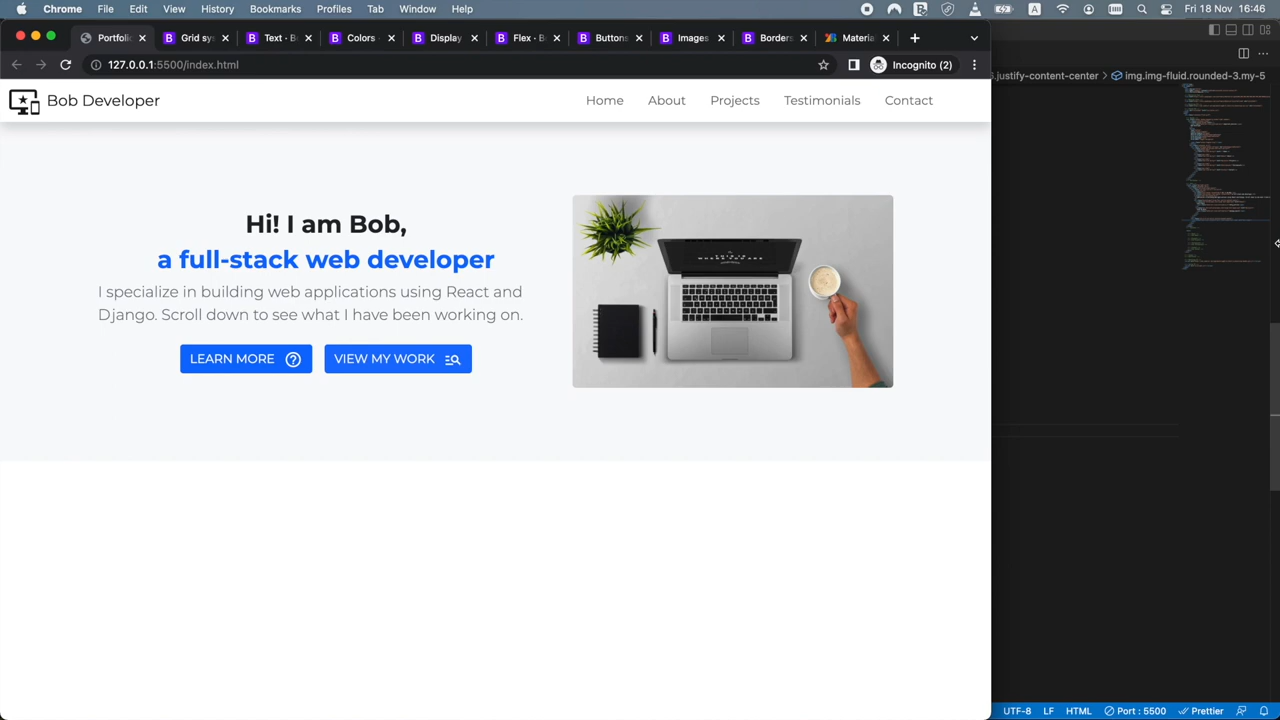 Chrome File Edit View History Bookmarks Profiles Tab Window Help
A Fri 18 Nov 16:46
Portfoli Grid sys Text - Bo Colors - Display Flex · Buttons Images Borders Materia
127.0.0.1:5500/index.html
Incognito (2)
.justify-content-center > img.img-fluid.rounded-3.my-5
Bob Developer
Home About Projects Testimonials Contact
Hi! I am Bob,
a full-stack web developer
I specialize in building web applications using React and
Django. Scroll down to see what I have been working on.
LEARN MORE
VIEW MY WORK
UTF-8 LF HTML Port : 5500 Prettier